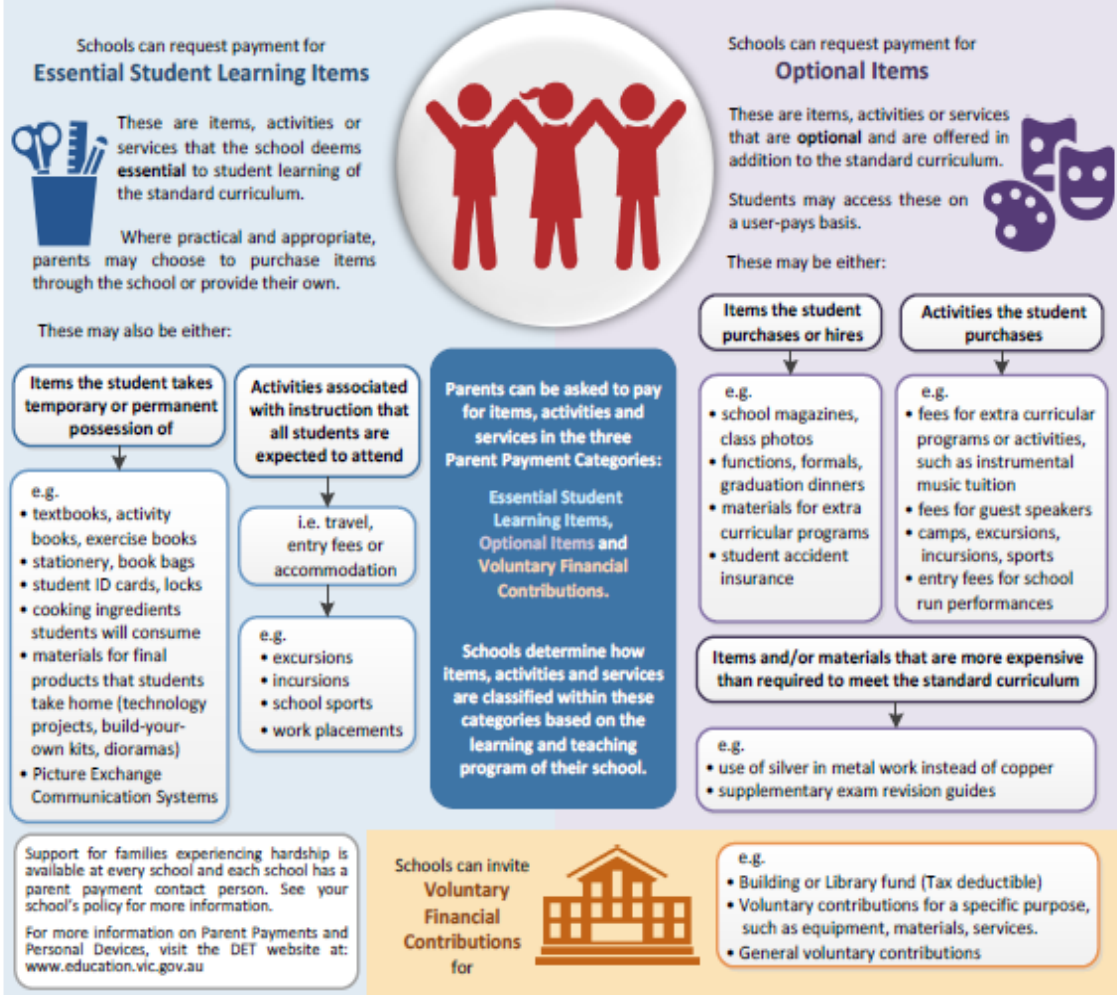 Schools can request payment for
Essential Student Learning Items
These are items, activities or
services that the school deems
essential to student learning of
the standard curriculum.
Where practical and appropriate,
parents may choose to purchase items
through the school or provide their own.
These may also be either:
Items the student takes
temporary or permanent
possession of
e.g.
• textbooks, activity
books, exercise books
• stationery, book bags
• student ID cards, locks
• cooking ingredients
students will consume
• materials for final
products that students
take home (technology
projects, build-your-
own kits, dioramas)
• Picture Exchange
Communication Systems
Activities associated
with instruction that
all students are
expected to attend
i.e. travel,
entry fees or
accommodation
e.g.
• excursions
• incursions
• school sports
• work placements
Parents can be asked to pay
for items, activities and
services in the three
Parent Payment Categories:
Essential Student
Learning Items,
Optional Items and
Voluntary Financial
Contributions.
Schools determine how
items, activities and services
are classified within these
categories based on the
learning and teaching
program of their school.
Schools can request payment for
Optional Items
These are items, activities or services
that are optional and are offered in
addition to the standard curriculum.
Students may access these on
a user-pays basis.
These may be either:
Items the student
purchases or hires
e.g.
• school magazines,
class photos
• functions, formals,
graduation dinners
• materials for extra
curricular programs
• student accident
insurance
Activities the student
purchases
e.g.
• fees for extra curricular
programs or activities,
such as instrumental
music tuition
• fees for guest speakers
• camps, excursions,
incursions, sports
• entry fees for school
run performances
Items and/or materials that are more expensive
than required to meet the standard curriculum
e.g.
• use of silver in metal work instead of copper
• supplementary exam revision guides
Support for families experiencing hardship is
available at every school and each school has a
parent payment contact person. See your
school's policy for more information.
For more information on Parent Payments and
Personal Devices, visit the DET website at:
www.education.vic.gov.au
Schools can invite
Voluntary
Financial
Contributions
for
e.g.
• Building or Library fund (Tax deductible)
• Voluntary contributions for a specific purpose,
such as equipment, materials, services.
• General voluntary contributions